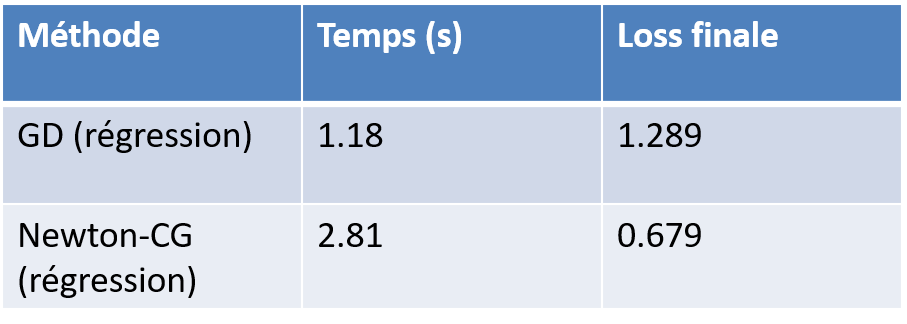 Méthode Temps (s) Loss finale
GD (régression) 1.18 1.289
Newton-CG 2.81 0.679
(régression)